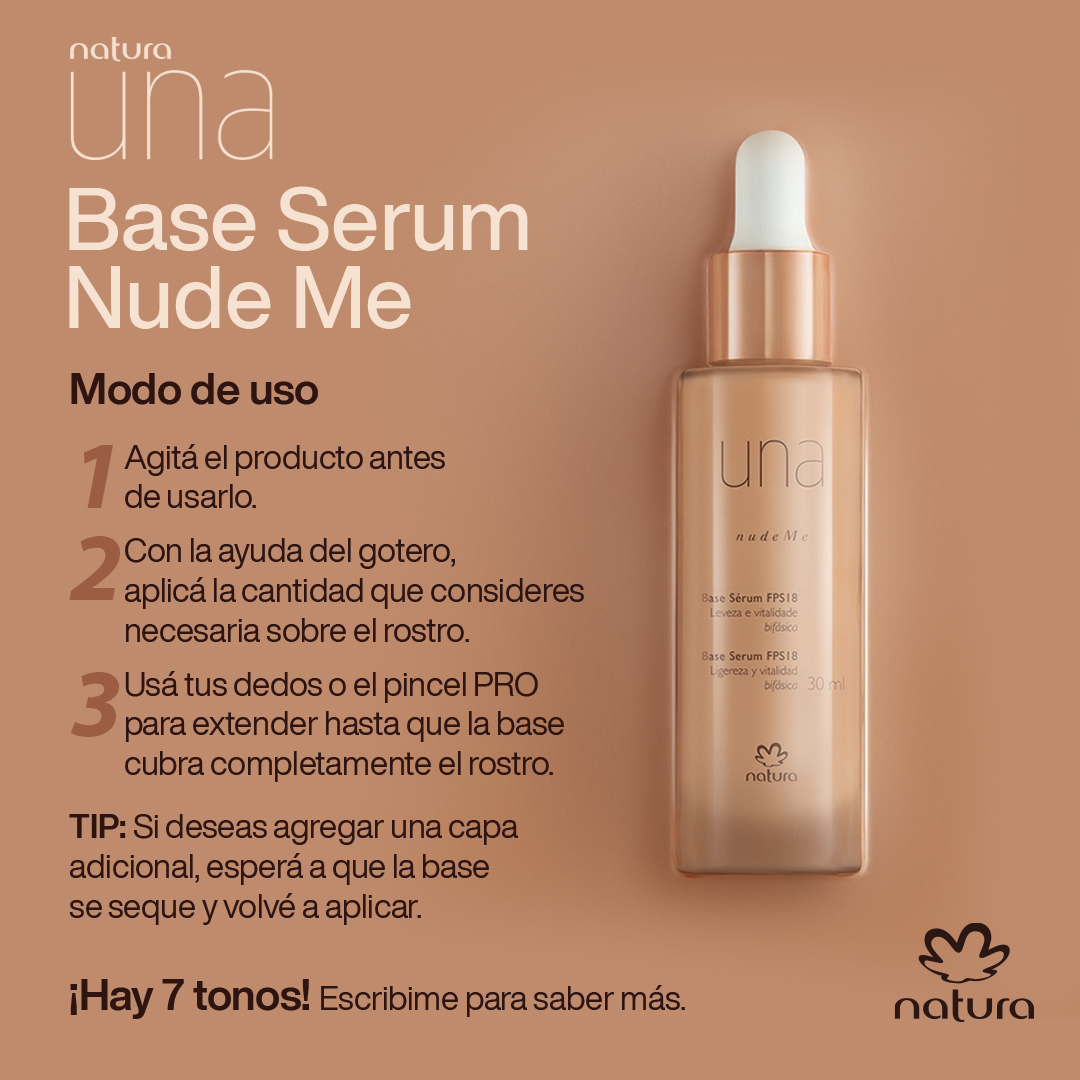 natura
una
Base Serum
Nude Me
Modo de uso
1 Agitá el producto antes
de usarlo.
2 Con la ayuda del gotero,
aplicá la cantidad que consideres
necesaria sobre el rostro.
3 Usá tus dedos o el pincel PRO
para extender hasta que la base
cubra completamente el rostro.
TIP: Si deseas agregar una capa
adicional, esperá a que la base
se seque y volvé a aplicar.
¡Hay 7 tonos! Escribime para saber más.
una
nudeMe
Base Sérum FPS18
Leveza e vitalidade
bifásica
Base Serum FPS18
Ligereza y vitalidad
bifásica 30 ml
natura
natura